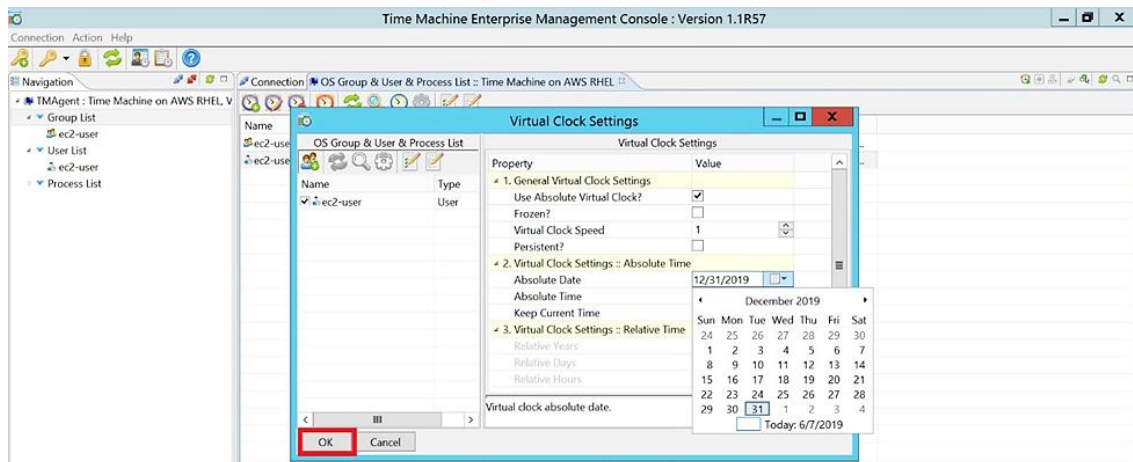 Time Machine Enterprise Management Console : Version 1.1R57
Connection Action Help
Navigation
Connection
OS Group & User & Process List :: Time Machine on AWS RHEL
TMAgent : Time Machine on AWS RHEL, V
Group List
ec2-user
User List
ec2-user
Process List
Name
ec2-use
ec2-use
Virtual Clock Settings
OS Group & User & Process List
Name Type
ec2-user User
Virtual Clock Settings
Property Value
1. General Virtual Clock Settings
Use Absolute Virtual Clock?
Frozen?
Virtual Clock Speed 1
Persistent?
2. Virtual Clock Settings :: Absolute Time
Absolute Date 12/31/2019
Absolute Time
Keep Current Time
3. Virtual Clock Settings :: Relative Time
Relative Years
Relative Days
Relative Hours
Virtual clock absolute date.
December 2019
Sun Mon Tue Wed Thu Fri Sat
24 25 26 27 28 29 30
1 2 3 4 5 6 7
8 9 10 11 12 13 14
15 16 17 18 19 20 21
22 23 24 25 26 27 28
29 30 31 1 2 3 4
Today: 6/7/2019
OK Cancel